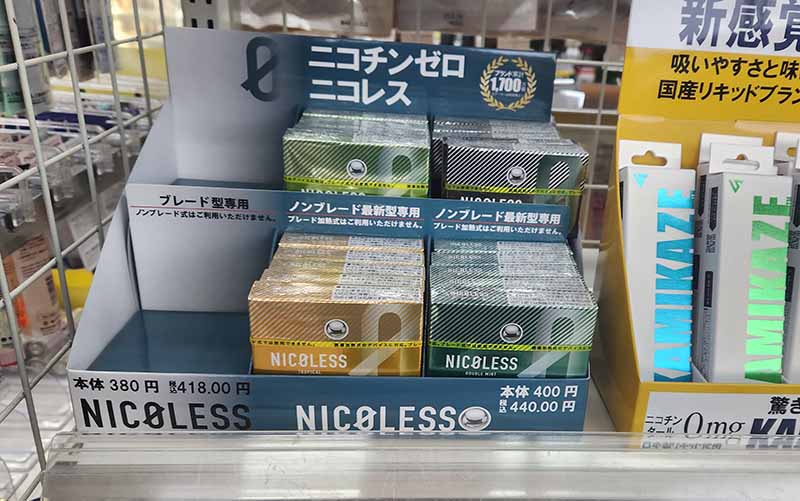 ニコチンゼロ
ニコレス
ブランド累計
1,700
NICOLESS
ブレード型専用
ノンブレード式はご利用いただけません。
ノンブレード最新型専用
ブレード加熱式はご利用いただけません。
ノンブレード最新型専用
ブレード加熱式はご利用いただけません。
NICOLESS
TROPICAL
NICOLESS
DOUBLE MINT
本体 380 円 税込 418.00 円
NICOLESS
本体 400 円
税込 440.00 円
NICOLESS
新感覚
吸いやすさと味
国産リキッドブラン
KAMIKAZE
KAMIKAZE
ニコチン
タール
0mg
驚き
KA